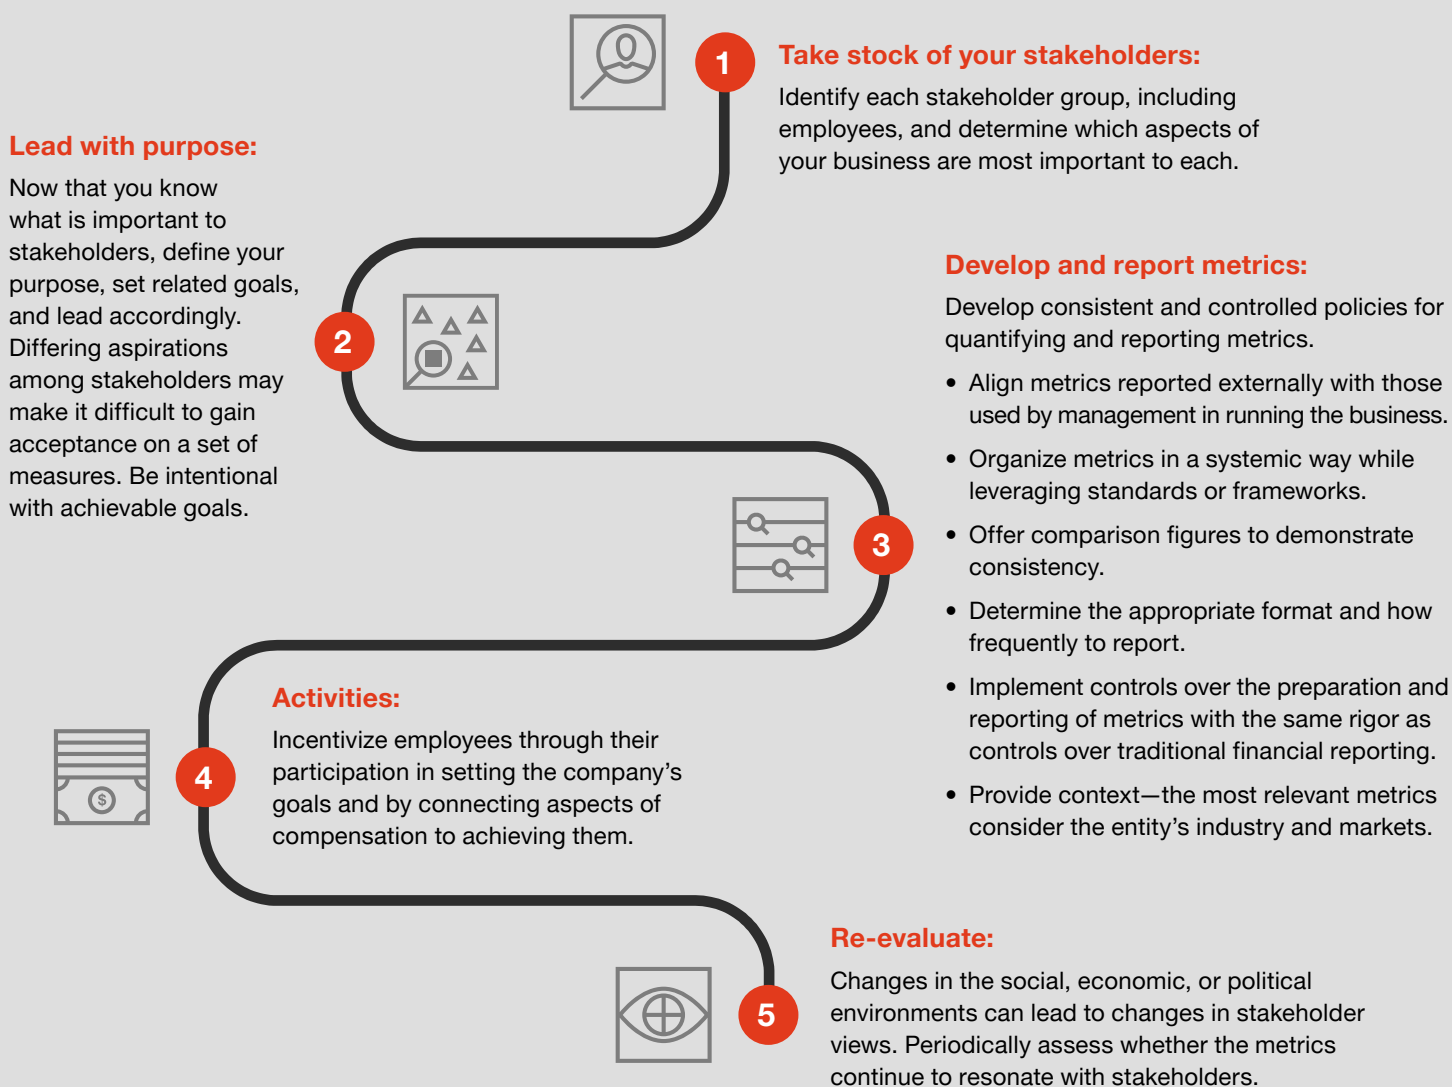 1
Take stock of your stakeholders:
Identify each stakeholder group, including
employees, and determine which aspects of
your business are most important to each.
Lead with purpose:
Now that you know
what is important to
stakeholders, define your
purpose, set related goals,
and lead accordingly.
Differing aspirations
among stakeholders may
make it difficult to gain
acceptance on a set of
measures. Be intentional
with achievable goals.
2
3
Develop and report metrics:
Develop consistent and controlled policies for
quantifying and reporting metrics.
• Align metrics reported externally with those
used by management in running the business.
• Organize metrics in a systemic way while
leveraging standards or frameworks.
• Offer comparison figures to demonstrate
consistency.
• Determine the appropriate format and how
frequently to report.
• Implement controls over the preparation and
reporting of metrics with the same rigor as
controls over traditional financial reporting.
• Provide context—the most relevant metrics
consider the entity’s industry and markets.
$
4
Activities:
Incentivize employees through their
participation in setting the company’s
goals and by connecting aspects of
compensation to achieving them.
5
Re-evaluate:
Changes in the social, economic, or political
environments can lead to changes in stakeholder
views. Periodically assess whether the metrics
continue to resonate with stakeholders.